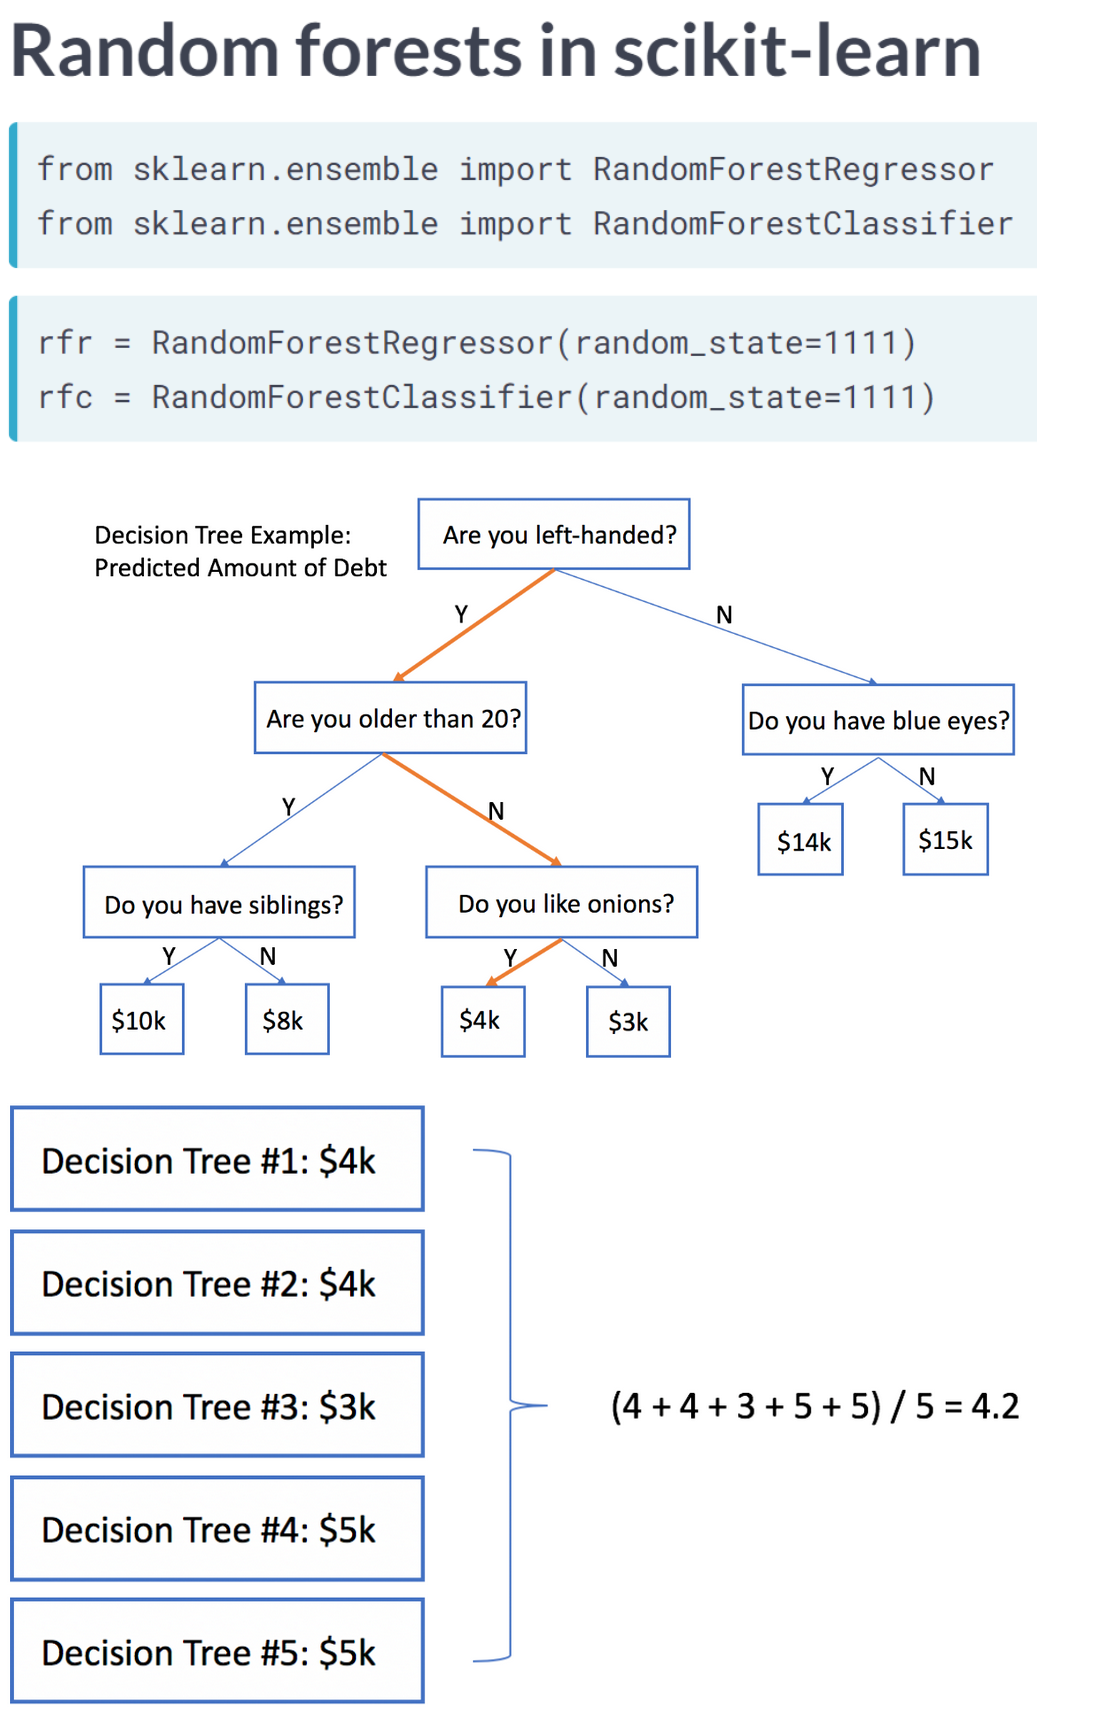 Random forests in scikit-learn
from sklearn.ensemble import RandomForestRegressor
from sklearn.ensemble import RandomForestClassifier
rfr = RandomForestRegressor(random_state=1111)
rfc = RandomForestClassifier(random_state=1111)
Decision Tree Example:
Predicted Amount of Debt
Are you left-handed?
Y
N
Are you older than 20?
Do you have blue eyes?
Y
N
Y
N
$14k
$15k
Do you have siblings?
Do you like onions?
Y
N
Y
N
$10k
$8k
$4k
$3k
Decision Tree #1: $4k
Decision Tree #2: $4k
Decision Tree #3: $3k
(4 + 4 + 3 + 5 + 5) / 5 = 4.2
Decision Tree #4: $5k
Decision Tree #5: $5k